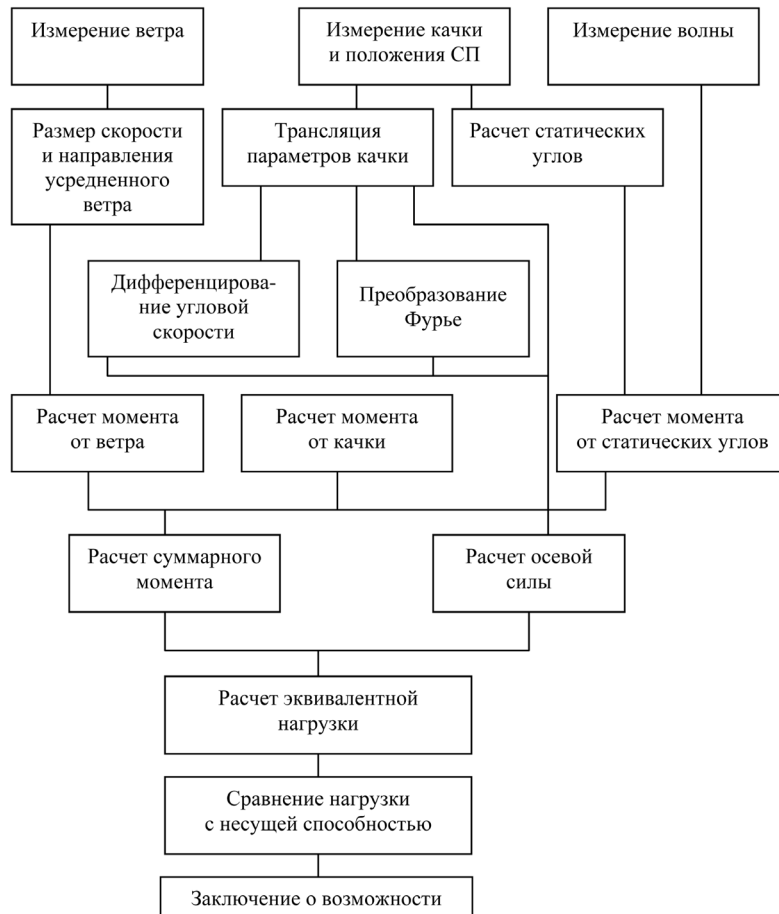 Измерение ветра
Измерение качки
и положения СП
Измерение волны
Размер скорости
и направления
усредненного
ветра
Трансляция
параметров качки
Расчет статических
углов
Дифференцирова-
ние угловой
скорости
Преобразование
Фурье
Расчет момента
от ветра
Расчет момента
от качки
Расчет момента
от статических углов
Расчет суммарного
момента
Расчет осевой
силы
Расчет эквивалентной
нагрузки
Сравнение нагрузки
с несущей способностью
Заключение о возможности